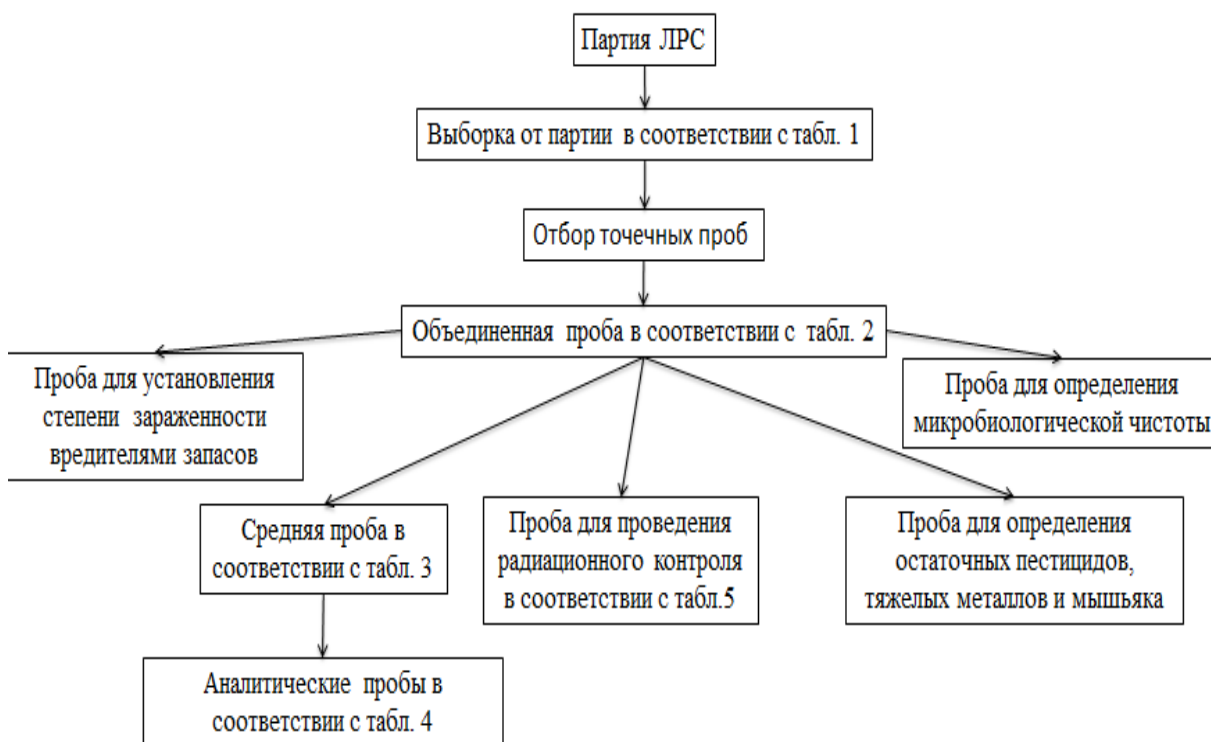 Партия ЛРС
Выборка от партии в соответствии с табл. 1
Отбор точечных проб
Объединенная проба в соответствии с табл. 2
Проба для установления
степени зараженности
вредителями запасов
Проба для определения
микробиологической чистоты
Средняя проба в
соответствии с табл. 3
Проба для проведения
радиационного контроля
в соответствии с табл.5
Проба для определения
остаточных пестицидов,
тяжелых металлов и мышьяка
Аналитические пробы в
соответствии с табл. 4